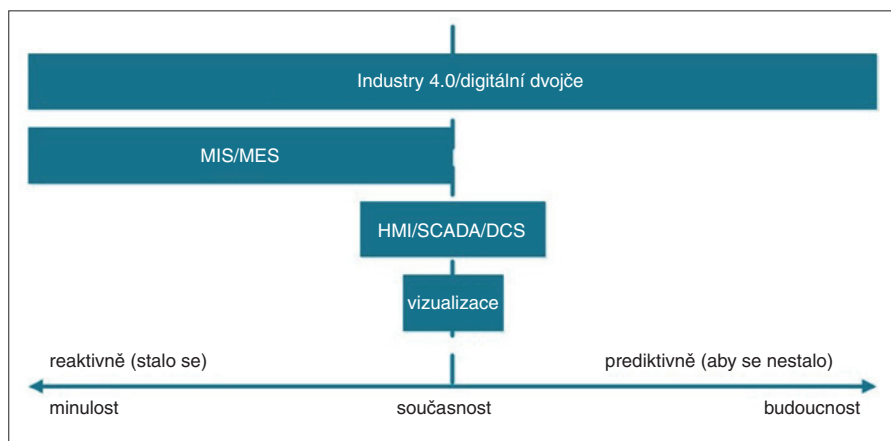 Industry 4.0/digitální dvojče
MIS/MES
HMI/SCADA/DCS
vizualizace
reaktivně (stalo se)
prediktivně (aby se nestalo)
minulost
současnost
budoucnost